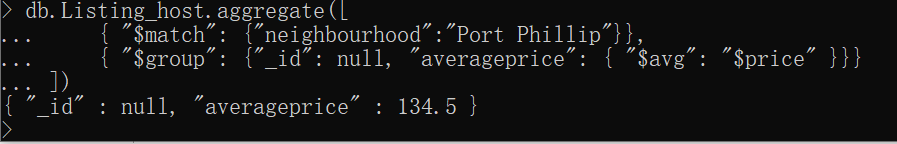 > db.Listing_host.aggregate([
...     { "$match": {"neighbourhood":"Port Phillip"}},
...     { "$group": {"_id": null, "averageprice": { "$avg": "$price" }}}
... ])
{ "_id" : null, "averageprice" : 134.5 }
>